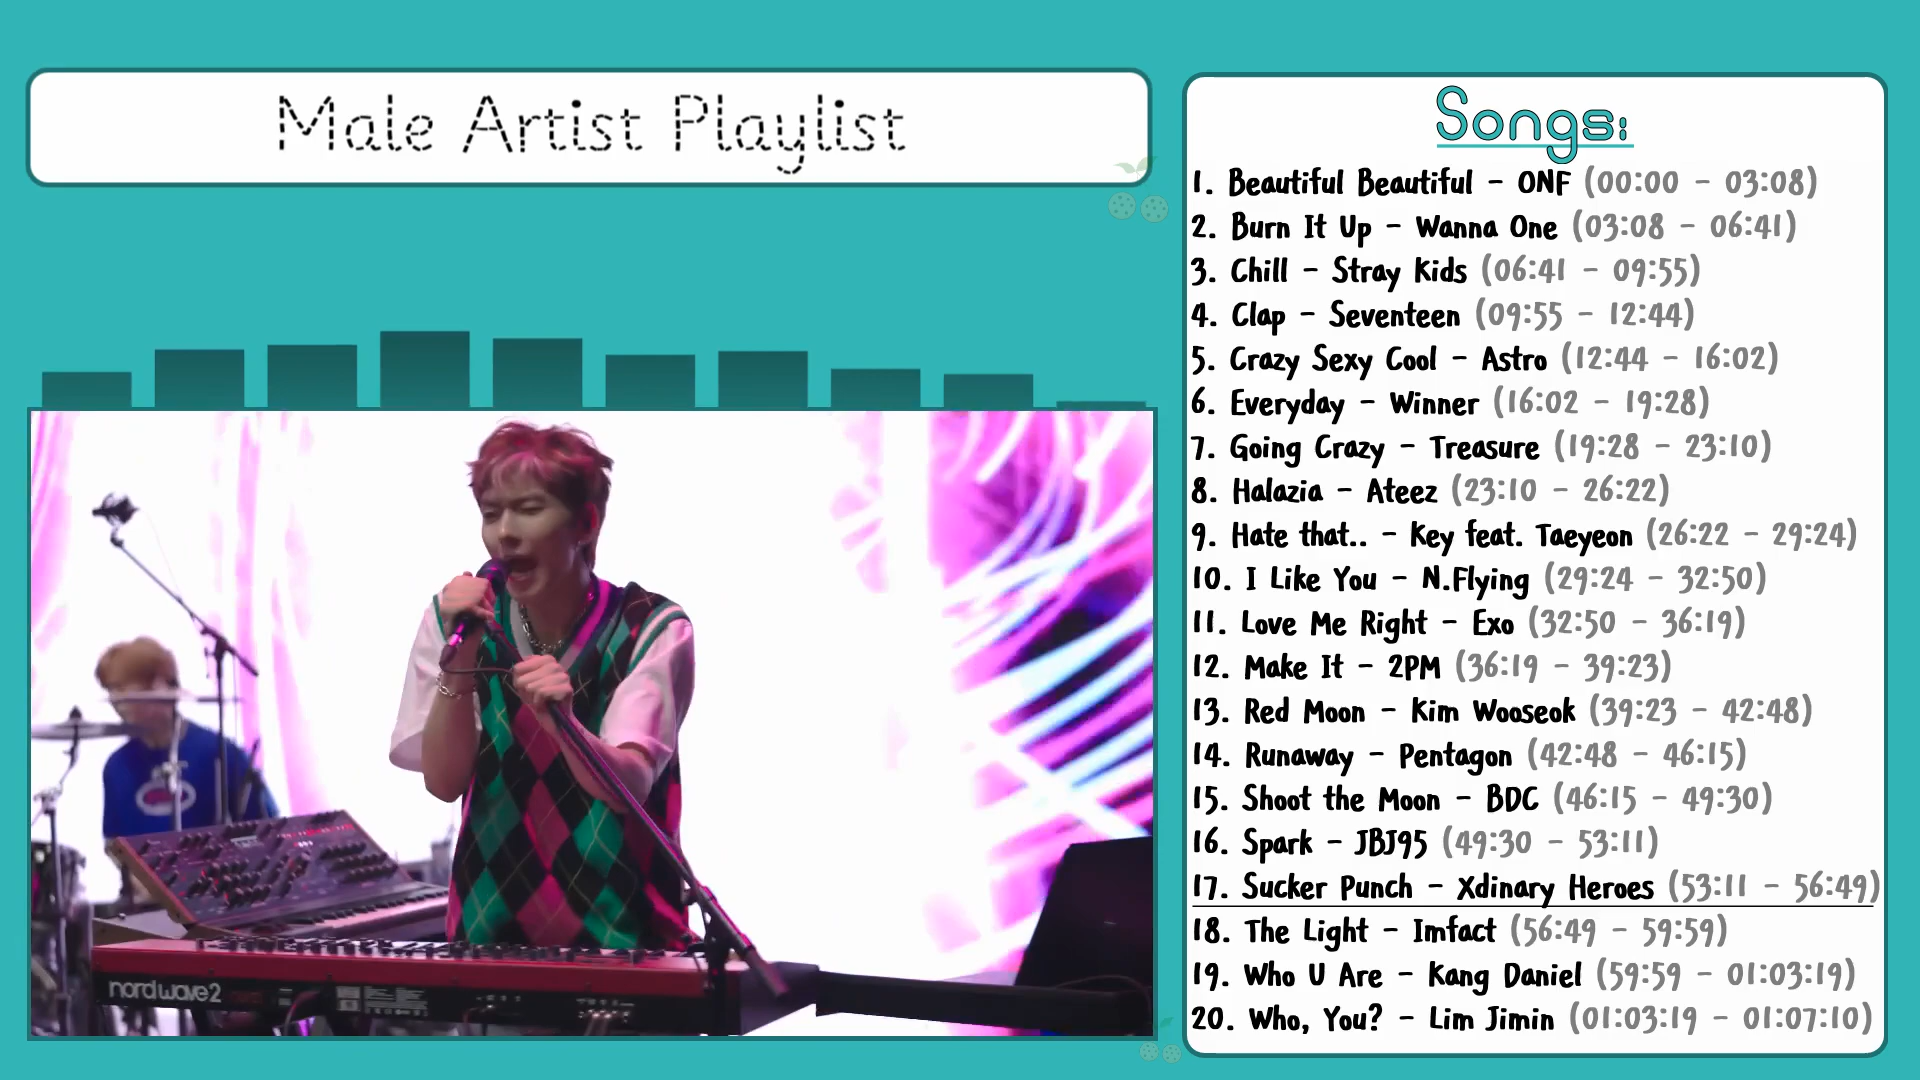 Male Artist Playlist
Songs:
1. Beautiful Beautiful - ONF (00:00 - 03:08)
2. Burn It Up - Wanna One (03:08 - 06:41)
3. Chill - Stray Kids (06:41 - 09:55)
4. Clap - Seventeen (09:55 - 12:44)
5. Crazy Sexy Cool - Astro (12:44 - 16:02)
6. Everyday - Winner (16:02 - 19:28)
7. Going Crazy - Treasure (19:28 - 23:10)
8. Halazia - Ateez (23:10 - 26:22)
9. Hate that.. - Key feat. Taeyeon (26:22 - 29:24)
10. I Like You - N.Flying (29:24 - 32:50)
11. Love Me Right - Exo (32:50 - 36:19)
12. Make It - 2PM (36:19 - 39:23)
13. Red Moon - Kim Wooseok (39:23 - 42:48)
14. Runaway - Pentagon (42:48 - 46:15)
15. Shoot the Moon - BDC (46:15 - 49:30)
16. Spark - JBJ95 (49:30 - 53:11)
17. Sucker Punch - Xdinary Heroes (53:11 - 56:49)
18. The Light - Imfact (56:49 - 59:59)
19. Who U Are - Kang Daniel (59:59 - 01:03:19)
20. Who, You? - Lim Jimin (01:03:19 - 01:07:10)
nord wave 2